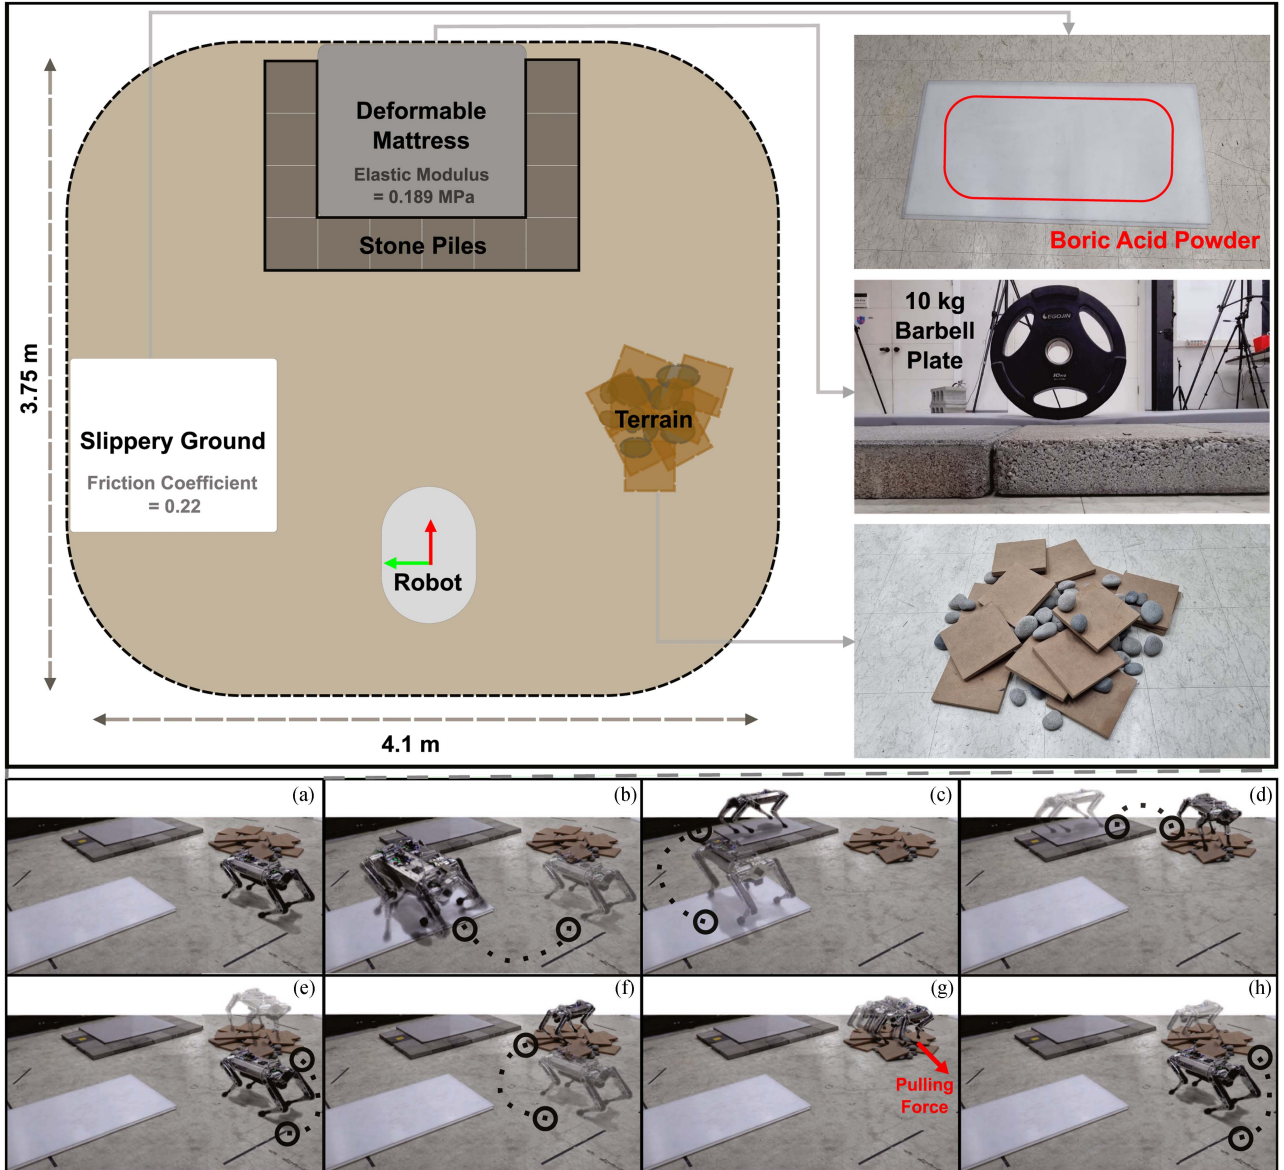 Deformable
Mattress
Elastic Modulus
= 0.189 MPa
Stone Piles
3.75 m
Slippery Ground
Friction Coefficient
= 0.22
Terrain
Robot
4.1 m
Boric Acid Powder
10 kg
Barbell
Plate
(a)
(b)
(c)
(d)
(e)
(f)
(g)
Pulling
Force
(h)